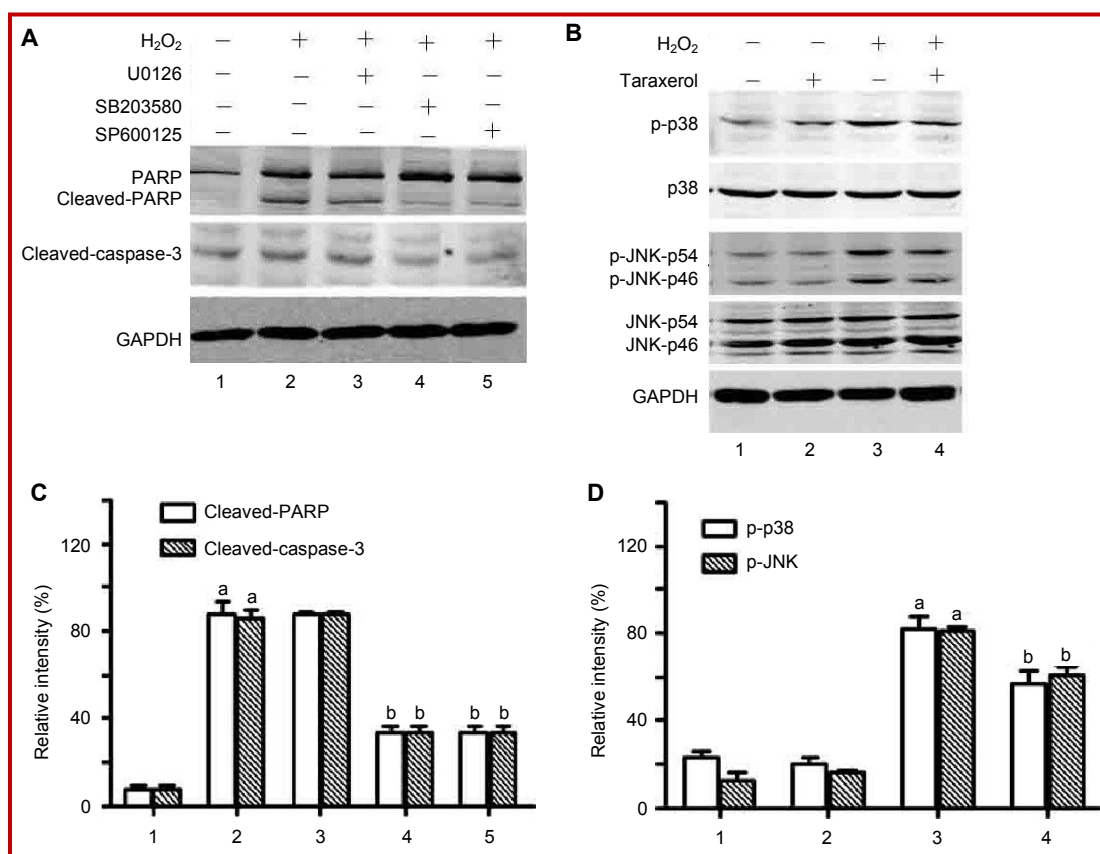 A
H₂O₂ – + + + +
U0126 – – + – –
SB203580 – – – + –
SP600125 – – – – +
PARP
Cleaved-PARP
Cleaved-caspase-3
GAPDH
1 2 3 4 5
B
H₂O₂ – – + +
Taraxerol – + – +
p-p38
p38
p-JNK-p54
p-JNK-p46
JNK-p54
JNK-p46
GAPDH
1 2 3 4
C
Cleaved-PARP
Cleaved-caspase-3
Relative intensity (%)
120
80
40
0
a a
b b
b b
1 2 3 4 5
D
p-p38
p-JNK
Relative intensity (%)
120
80
40
0
a a
b b
1 2 3 4